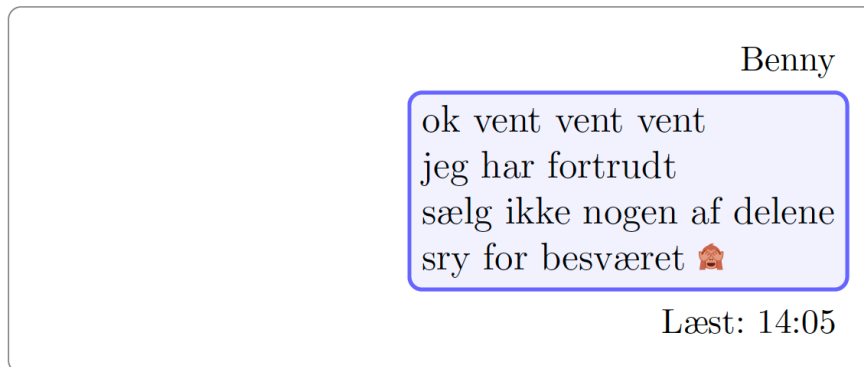 Benny
ok vent vent vent
jeg har fortrudt
sælg ikke nogen af delene
sry for besværet 🙈
Læst: 14:05